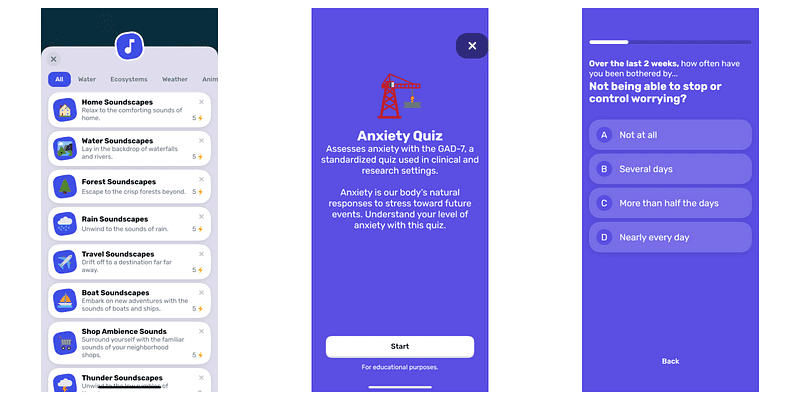 All Water Ecosystems Weather Anim
Home Soundscapes
Relax to the comforting sounds of
home.
5
Water Soundscapes
Lay in the backdrop of waterfalls
and rivers.
5
Forest Soundscapes
Escape to the crisp forests beyond.
5
Rain Soundscapes
Unwind to the sounds of rain.
5
Travel Soundscapes
Drift off to a destination far far
away.
5
Boat Soundscapes
Embark on new adventures with the
sounds of boats and ships.
5
Shop Ambience Sounds
Surround yourself with the familiar
sounds of your neighborhood
shops.
5
Thunder Soundscapes
Anxiety Quiz
Assesses anxiety with the GAD-7, a
standardized quiz used in clinical and
research settings.
Anxiety is our body's natural
responses to stress toward future
events. Understand your level of
anxiety with this quiz.
Start
For educational purposes.
Over the last 2 weeks, how often have
you been bothered by...
Not being able to stop or
control worrying?
A Not at all
B Several days
C More than half the days
D Nearly every day
Back